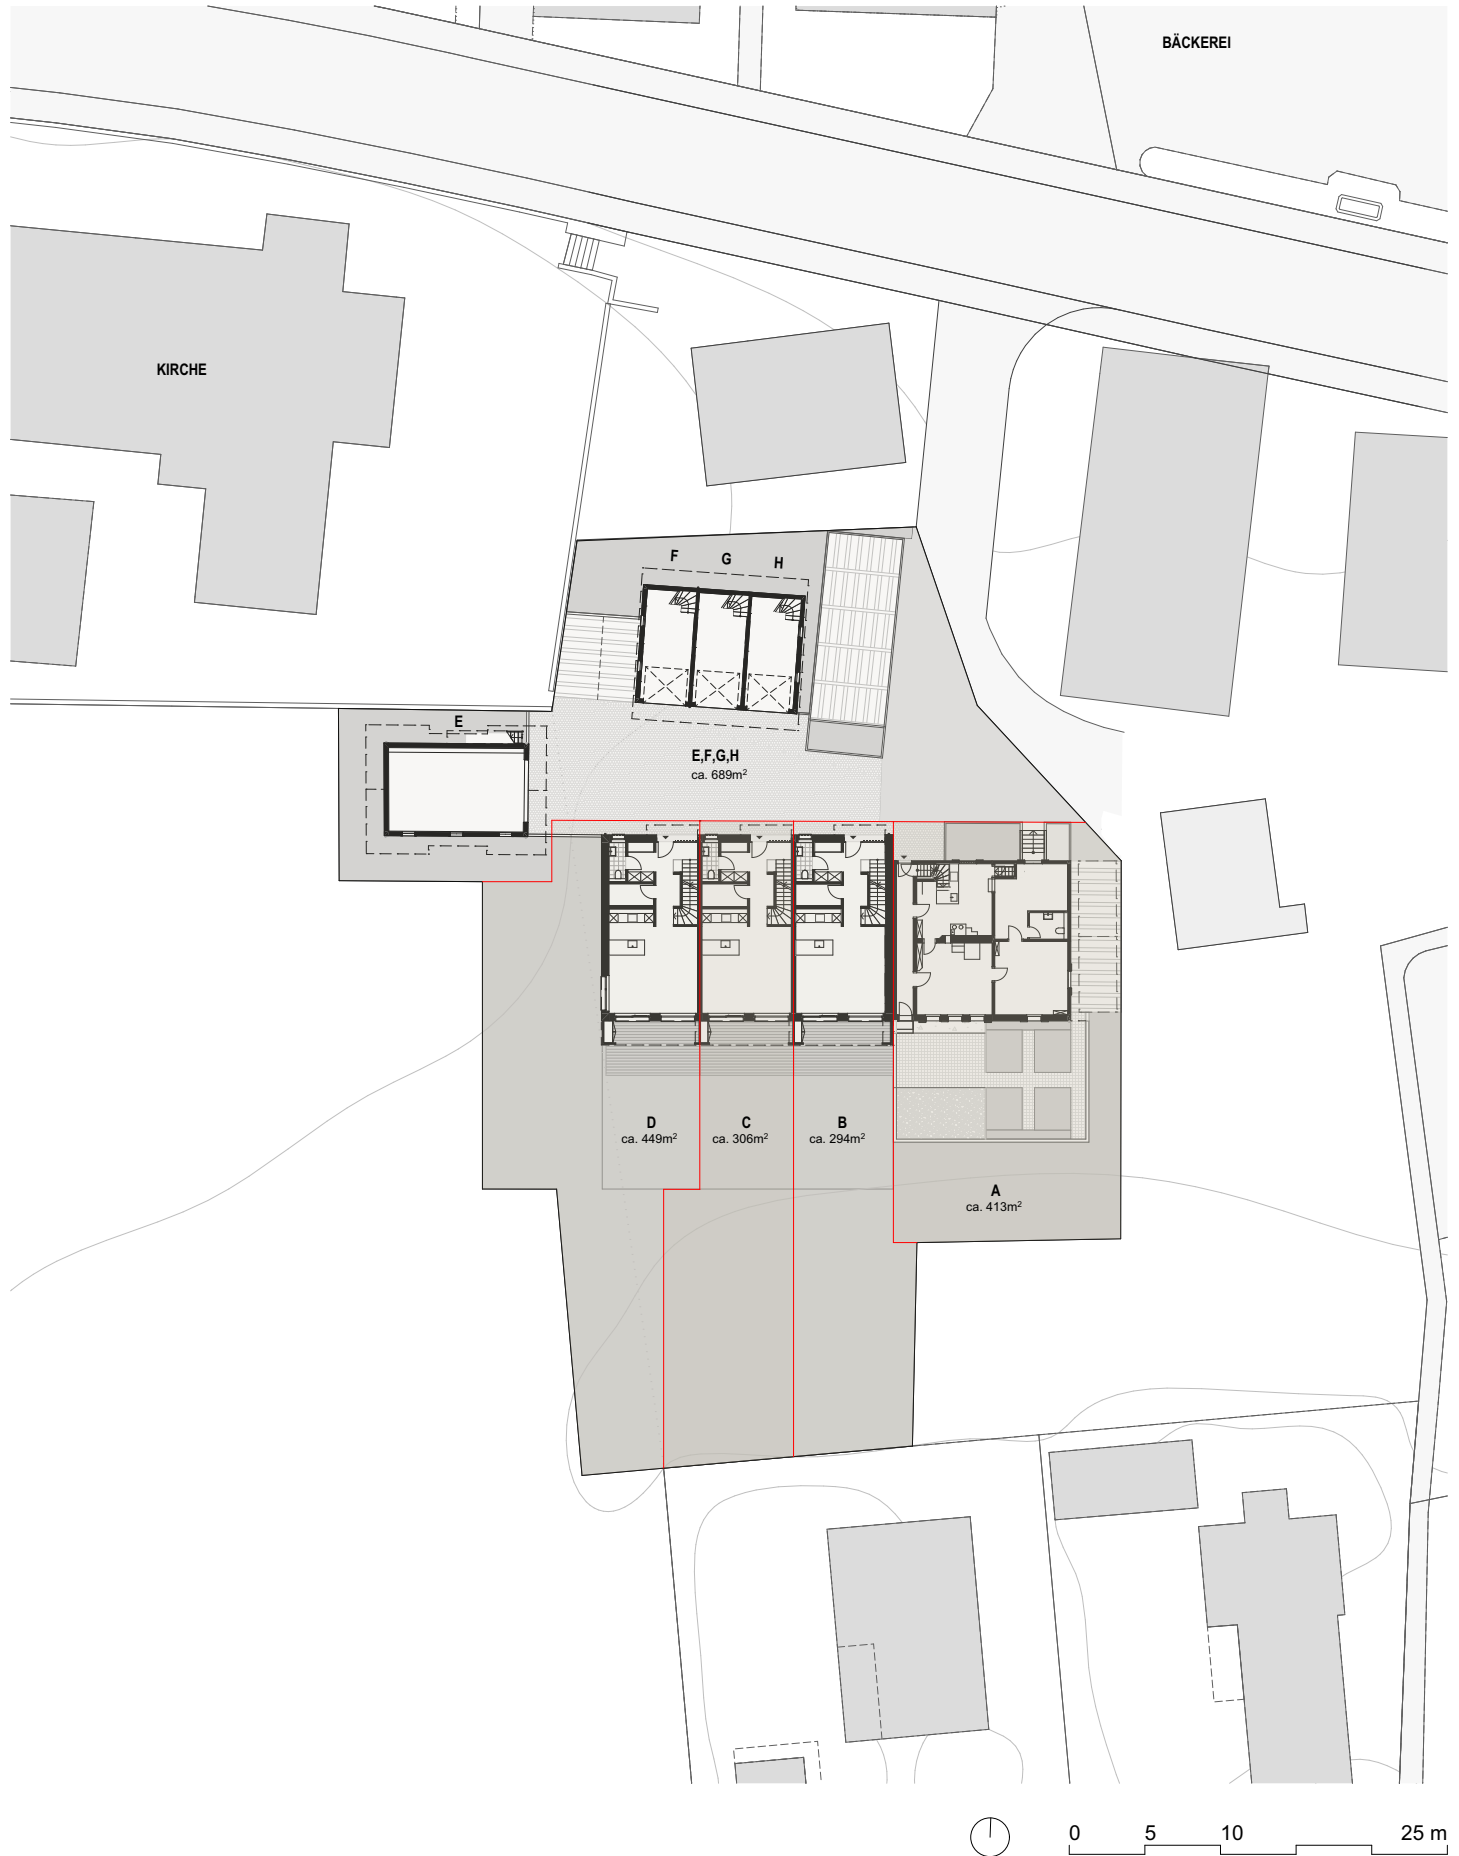 BÄCKEREI
KIRCHE
F
G
H
E
E,F,G,H
ca. 689m²
D
ca. 449m²
C
ca. 306m²
B
ca. 294m²
A
ca. 413m²
0 5 10 25 m